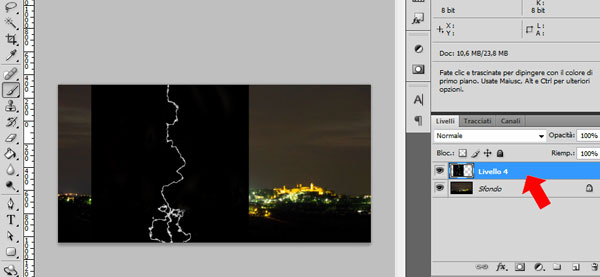 8 bit
K:
8 bit
X:
Y:
L:
A:
Doc: 10,6 MB/23,8 MB
Fate clic e trascinate per dipingere con il colore di
primo piano. Usate Maiusc, Alt e Ctrl per ulteriori
opzioni.
Livelli Tracciati Canali
Normale Opacità: 100%
Bloc.: Riemp.: 100%
Livello 4
Sfondo
fx